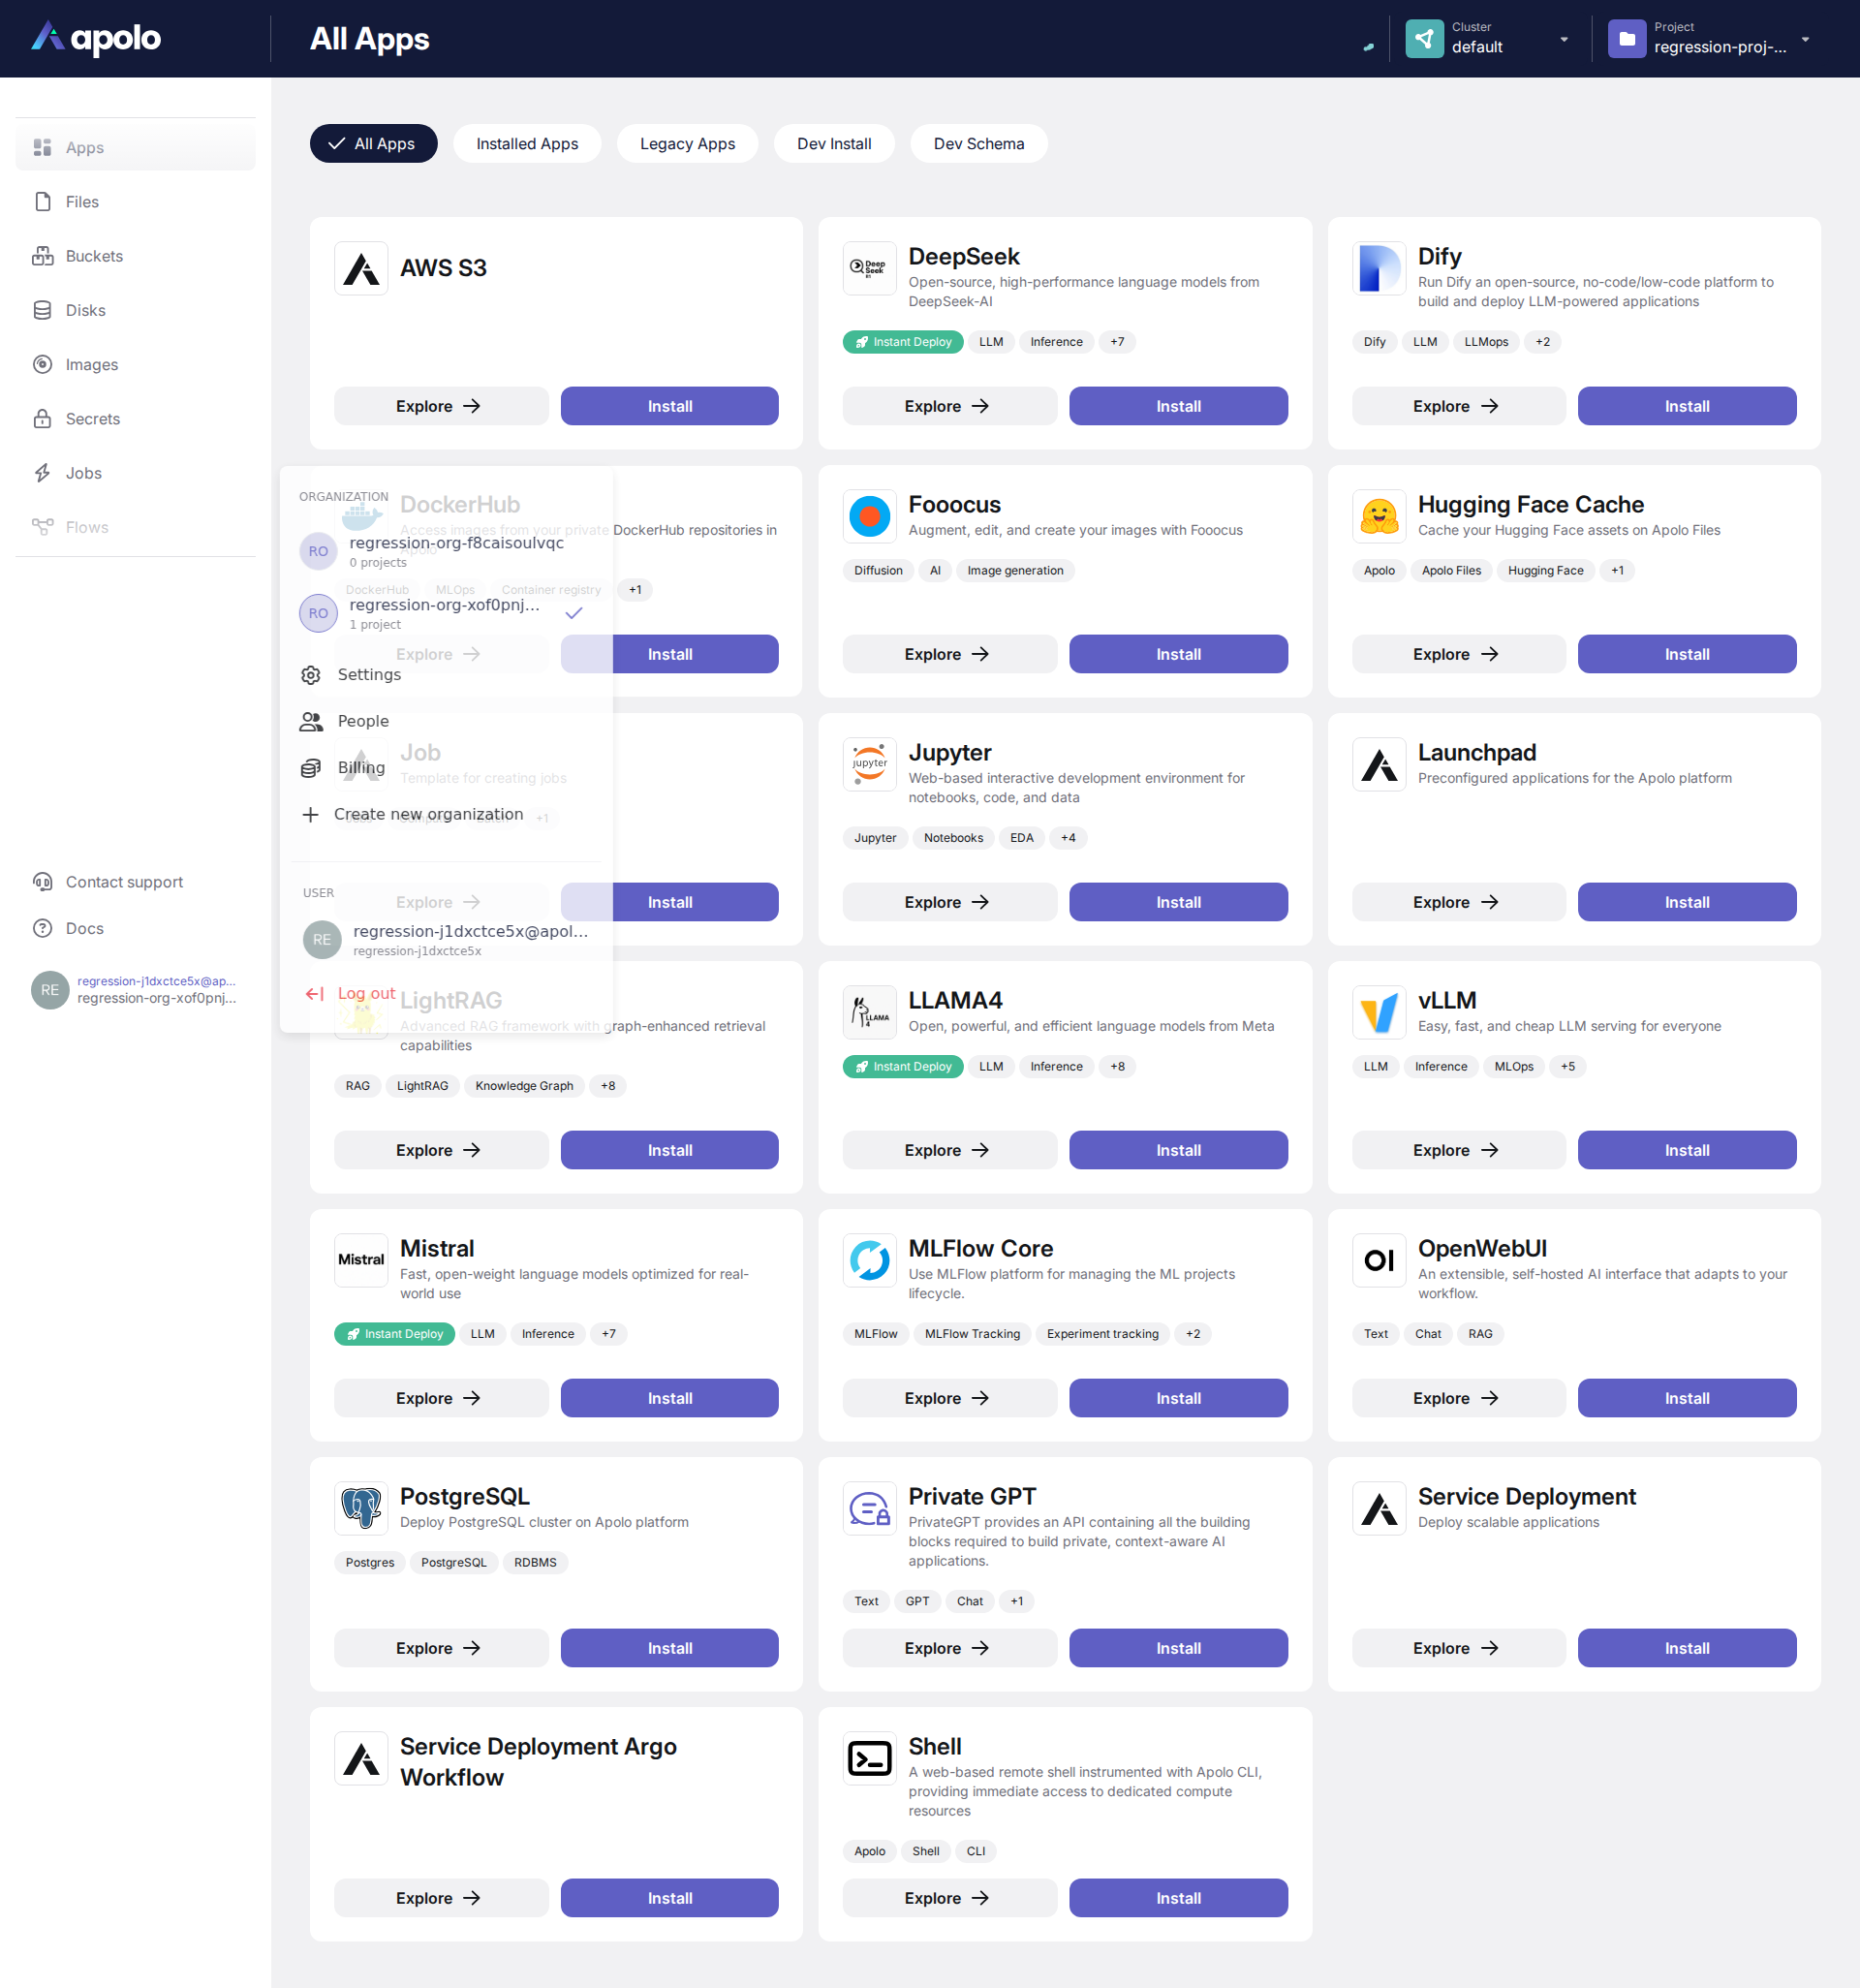 apolo
All Apps
Cluster
default
Project
regression-proj-...
Apps
Files
Buckets
Disks
Images
Secrets
Jobs
Flows
Contact support
Docs
RE
regression-j1dxctce5x@ap...
regression-org-xof0pnj...
All Apps
Installed Apps
Legacy Apps
Dev Install
Dev Schema
AWS S3
Explore
Install
DeepSeek
Open-source, high-performance language models from
DeepSeek-AI
Instant Deploy
LLM
Inference
+7
Explore
Install
Dify
Run Dify an open-source, no-code/low-code platform to
build and deploy LLM-powered applications
Dify
LLM
LLMops
+2
Explore
Install
ORGANIZATION
RO
regression-org-f8caisoulvqc
0 projects
RO
regression-org-xof0pnj...
1 project
Settings
People
Billing
Create new organization
USER
RE
regression-j1dxctce5x@apol...
regression-j1dxctce5x
Log out
DockerHub
Access images from your private DockerHub repositories in
DockerHub
MLOps
Container registry
+1
Explore
Install
Fooocus
Augment, edit, and create your images with Fooocus
Diffusion
AI
Image generation
Explore
Install
Hugging Face Cache
Cache your Hugging Face assets on Apolo Files
Apolo
Apolo Files
Hugging Face
+1
Explore
Install
Job
Template for creating jobs
+1
Explore
Install
Jupyter
Web-based interactive development environment for
notebooks, code, and data
Jupyter
Notebooks
EDA
+4
Explore
Install
Launchpad
Preconfigured applications for the Apolo platform
Explore
Install
LightRAG
Advanced RAG framework with graph-enhanced retrieval
capabilities
RAG
LightRAG
Knowledge Graph
+8
Explore
Install
LLAMA4
Open, powerful, and efficient language models from Meta
Instant Deploy
LLM
Inference
+8
Explore
Install
vLLM
Easy, fast, and cheap LLM serving for everyone
LLM
Inference
MLOps
+5
Explore
Install
Mistral
Mistral
Fast, open-weight language models optimized for real-
world use
Instant Deploy
LLM
Inference
+7
Explore
Install
MLFlow Core
Use MLFlow platform for managing the ML projects
lifecycle.
MLFlow
MLFlow Tracking
Experiment tracking
+2
Explore
Install
OI
OpenWebUI
An extensible, self-hosted AI interface that adapts to your
workflow.
Text
Chat
RAG
Explore
Install
PostgreSQL
Deploy PostgreSQL cluster on Apolo platform
Postgres
PostgreSQL
RDBMS
Explore
Install
Private GPT
PrivateGPT provides an API containing all the building
blocks required to build private, context-aware AI
applications.
Text
GPT
Chat
+1
Explore
Install
Service Deployment
Deploy scalable applications
Explore
Install
Service Deployment Argo
Workflow
Explore
Install
Shell
A web-based remote shell instrumented with Apolo CLI,
providing immediate access to dedicated compute
resources
Apolo
Shell
CLI
Explore
Install